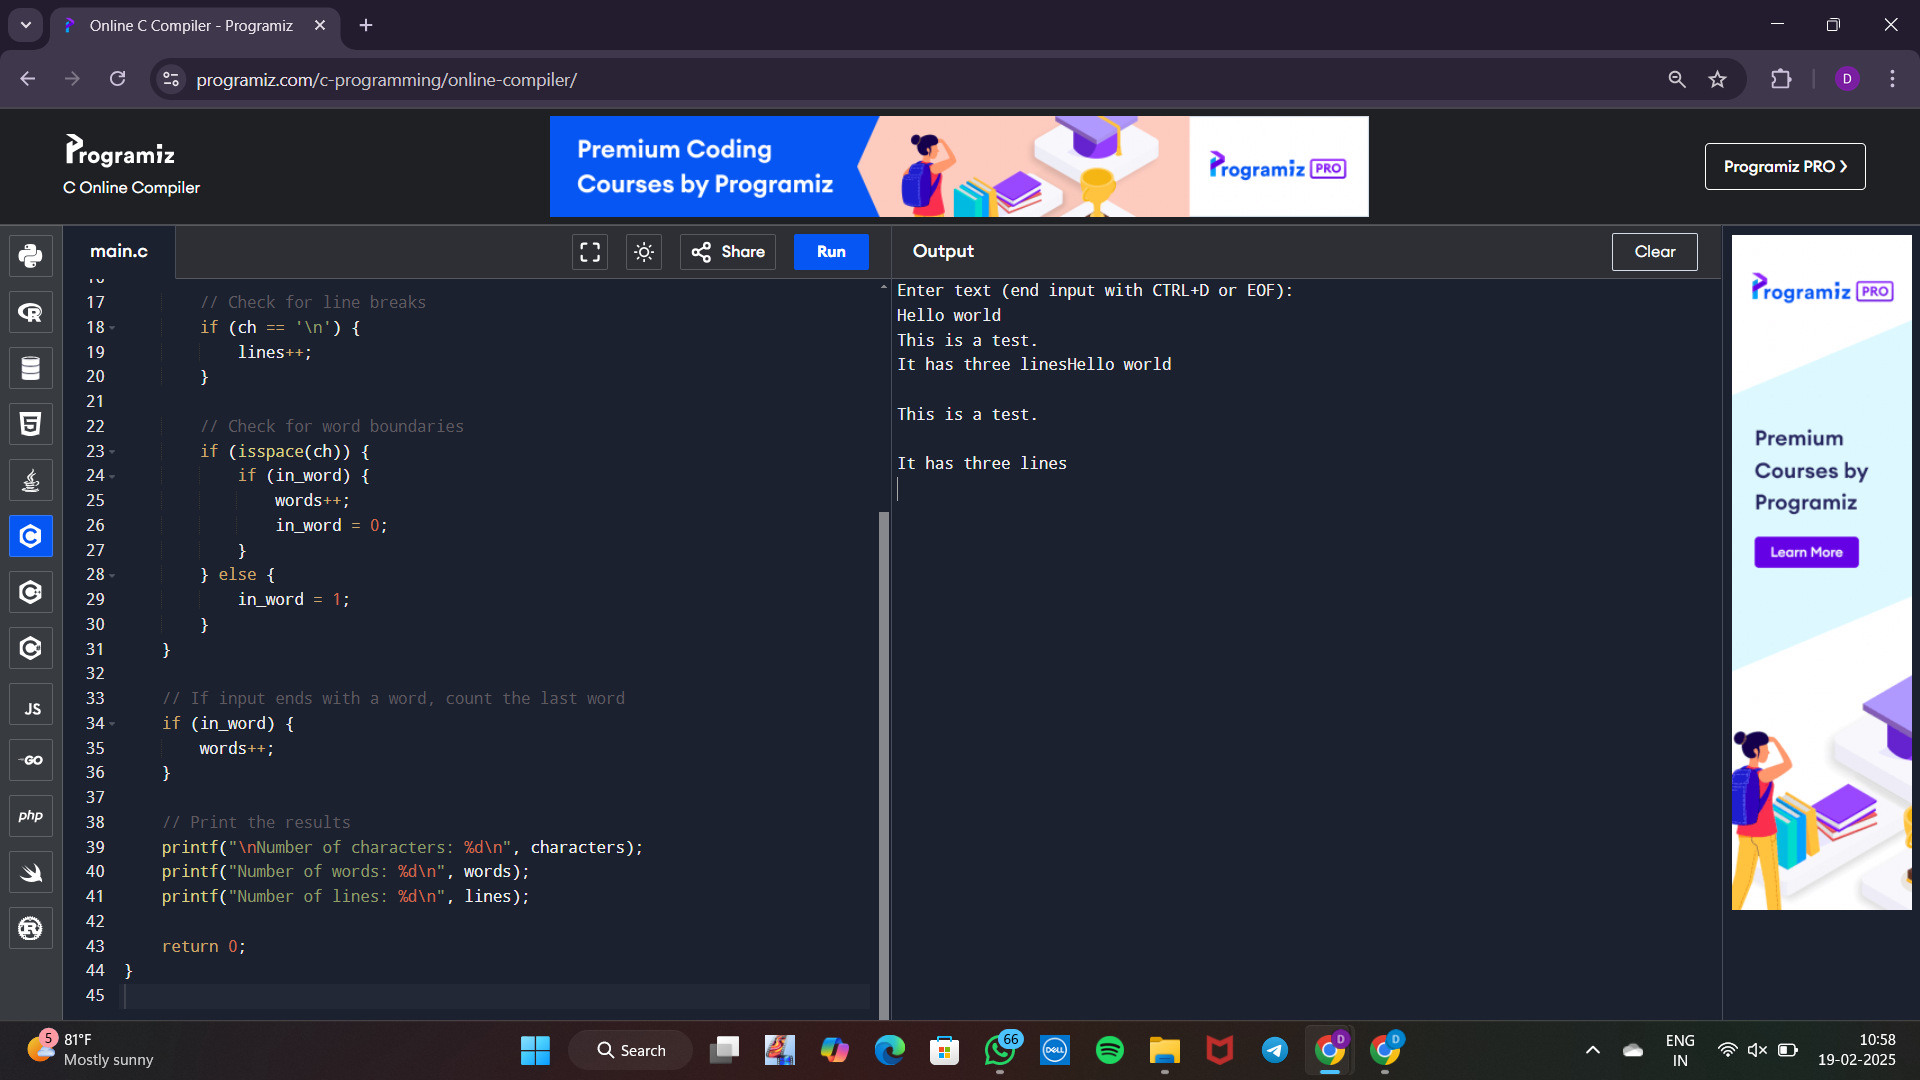 Online C Compiler - Programiz
programiz.com/c-programming/online-compiler/
D
Programiz
C Online Compiler
Premium Coding
Courses by Programiz
Programiz PRO
Programiz PRO ❯
main.c
Share
Run
Output
Clear
16
17 // Check for line breaks
18 if (ch == '\n') {
19 lines++;
20 }
21
22 // Check for word boundaries
23 if (isspace(ch)) {
24 if (in_word) {
25 words++;
26 in_word = 0;
27 }
28 } else {
29 in_word = 1;
30 }
31 }
32
33 // If input ends with a word, count the last word
34 if (in_word) {
35 words++;
36 }
37
38 // Print the results
39 printf("\nNumber of characters: %d\n", characters);
40 printf("Number of words: %d\n", words);
41 printf("Number of lines: %d\n", lines);
42
43 return 0;
44 }
45
Enter text (end input with CTRL+D or EOF):
Hello world
This is a test.
It has three linesHello world
This is a test.
It has three lines
Programiz PRO
Premium
Courses by
Programiz
Learn More
R
5
C
C
C
JS
GO
php
R
5
81°F
Mostly sunny
Search
66
DELL
D
D
ENG
IN
10:58
19-02-2025